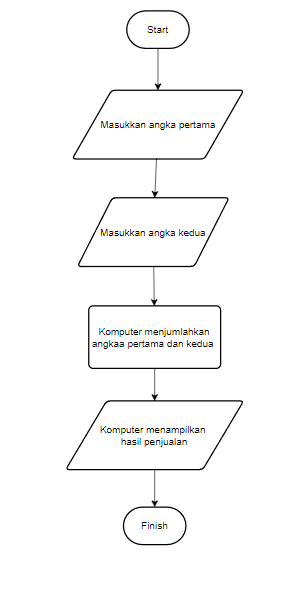 Start
Masukkan angka pertama
Masukkan angka kedua
Komputer menjumlahkan
angkaa pertama dan kedua
Komputer menampilkan
hasil penjualan
Finish